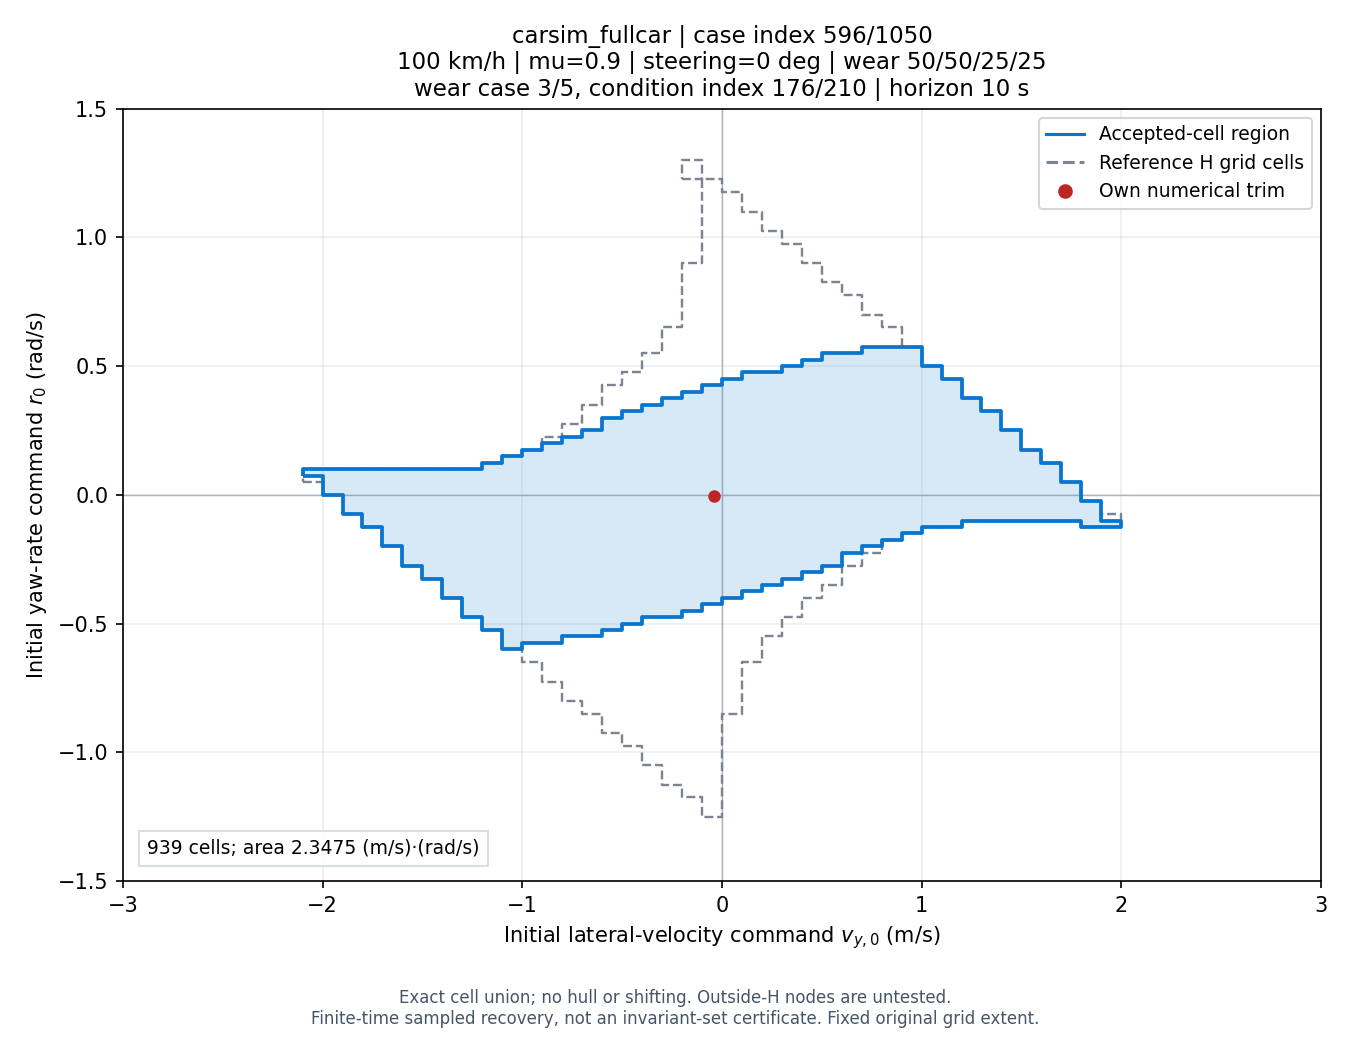 carsim_fullcar | case index 596/1050
100 km/h | mu=0.9 | steering=0 deg | wear 50/50/25/25
wear case 3/5, condition index 176/210 | horizon 10 s
Accepted-cell region
Reference H grid cells
Own numerical trim
1.5
1.0
0.5
0.0
−0.5
−1.0
−1.5
Initial yaw-rate command r0 (rad/s)
939 cells; area 2.3475 (m/s)·(rad/s)
−3
−2
−1
0
1
2
3
Initial lateral-velocity command vy,0 (m/s)
Exact cell union; no hull or shifting. Outside-H nodes are untested.
Finite-time sampled recovery, not an invariant-set certificate. Fixed original grid extent.